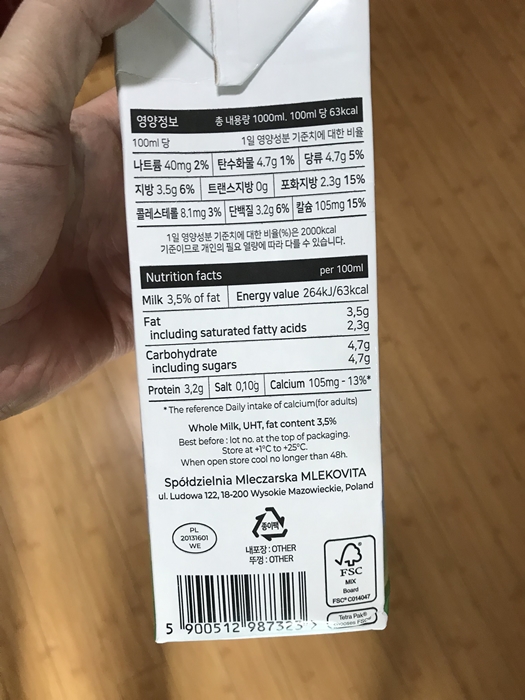 영양정보 총 내용량 1000ml, 100ml 당 63kcal
100ml 당 1일 영양성분 기준치에 대한 비율
나트륨 40mg 2% 탄수화물 4.7g 1% 당류 4.7g 5%
지방 3.5g 6% 트랜스지방 0g 포화지방 2.3g 15%
콜레스테롤 8.1mg 3% 단백질 3.2g 6% 칼슘 105mg 15%
1일 영양성분 기준치에 대한 비율(%)은 2000kcal
기준이므로 개인의 필요 열량에 따라 다를 수 있습니다.
Nutrition facts per 100ml
Milk 3,5% of fat Energy value 264kJ/63kcal
Fat 3,5g
including saturated fatty acids 2,3g
Carbohydrate 4,7g
including sugars 4,7g
Protein 3,2g Salt 0,10g Calcium 105mg - 13%*
* The reference Daily intake of calcium(for adults)
Whole Milk, UHT, fat content 3,5%
Best before : lot no. at the top of packaging.
Store at +1°C to +25°C.
When open store cool no longer than 48h.
Spółdzielnia Mleczarska MLEKOVITA
ul. Ludowa 122, 18-200 Wysokie Mazowieckie, Poland
PL
20131601
WE
종이팩
내포장 : OTHER
뚜껑 : OTHER
FSC
MIX
Board
FSC® C014047
Tetra Pak®
5 900512 987323 >